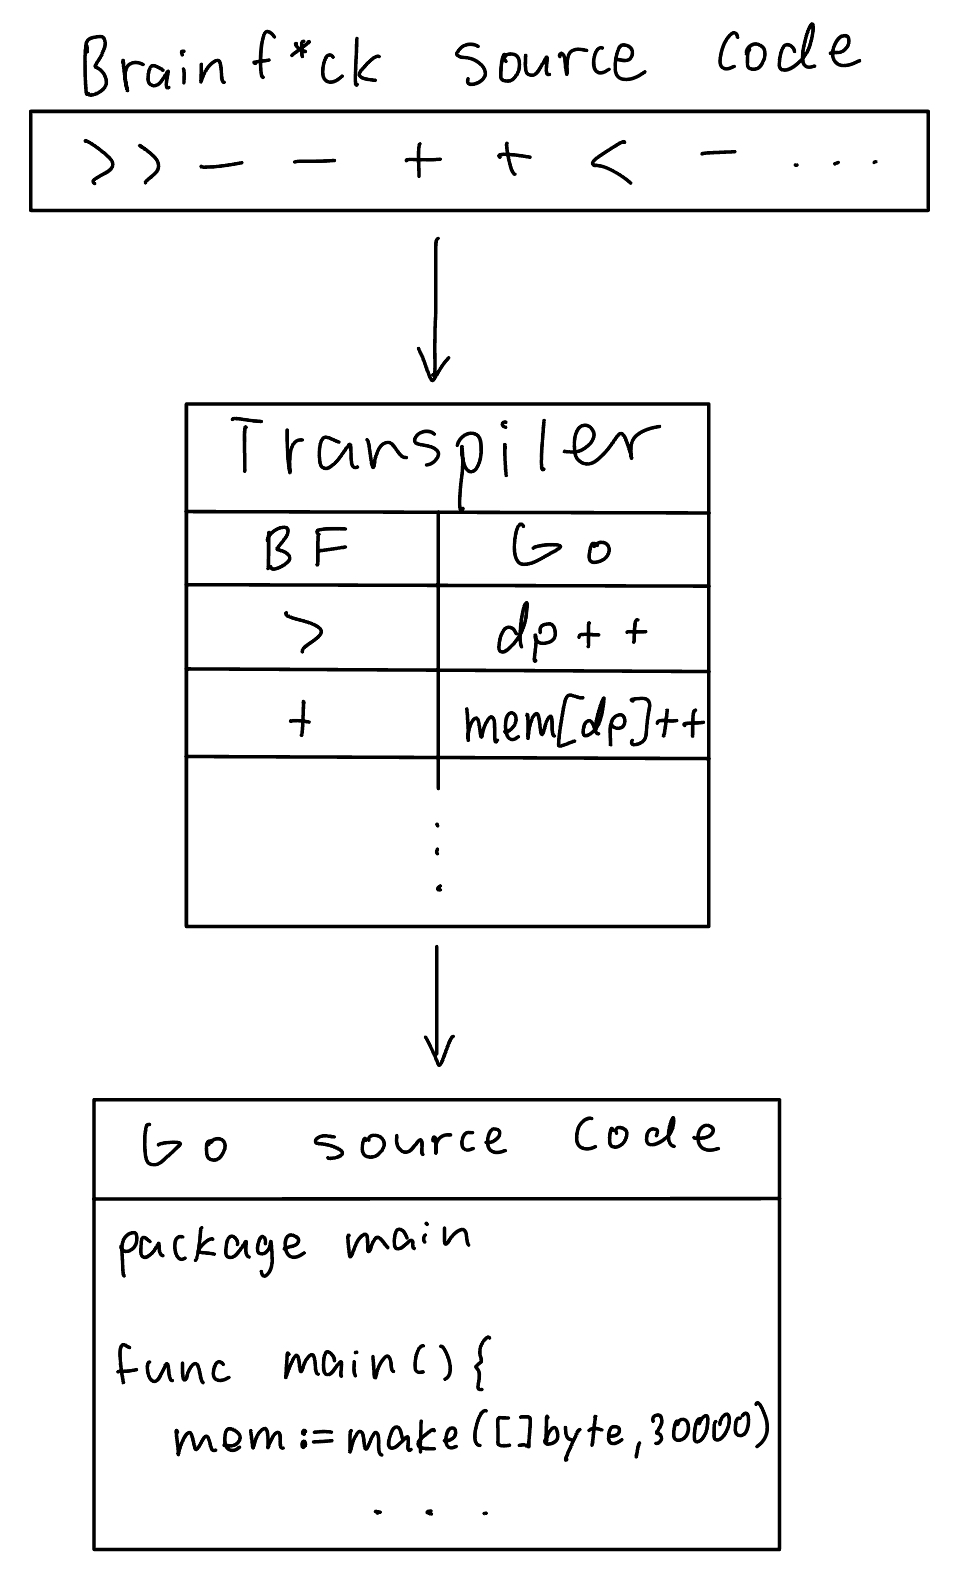 Brainf*ck source code
>> - - + + < - ...
Transpiler
BF Go
> dp++
+ mem[dp]++
Go source code
package main
func main(){
mem:=make([]byte,30000)
...